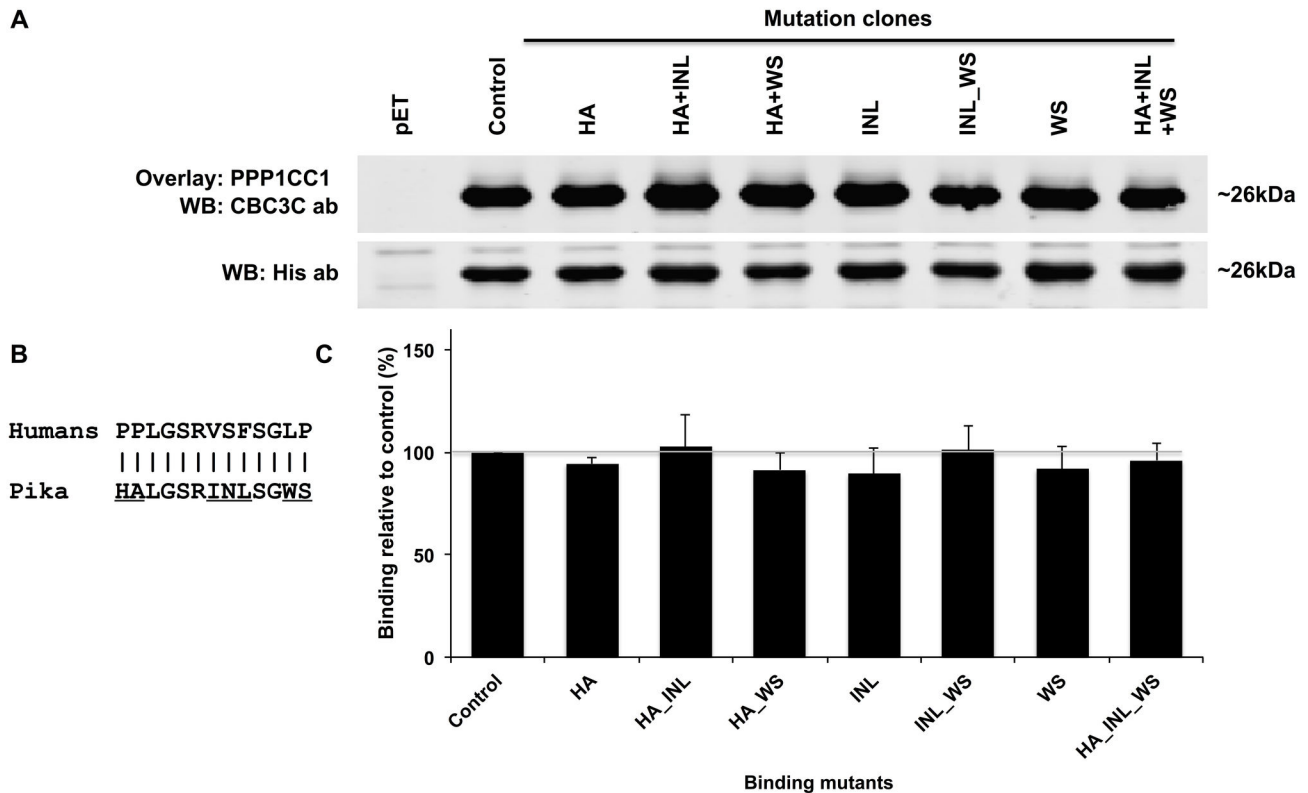 A
Mutation clones
pET
Control
HA
HA+INL
HA+WS
INL
INL_WS
WS
HA+INL
+WS
Overlay: PPP1CC1
WB: CBC3C ab
~26kDa
WB: His ab
~26kDa
B
Humans PPLGSRVSFSGLP
Pika HALGSRINLSGWS
C
Binding relative to control (%)
150
100
50
0
Control
HA
HA_INL
HA_WS
INL
INL_WS
WS
HA_INL_WS
Binding mutants